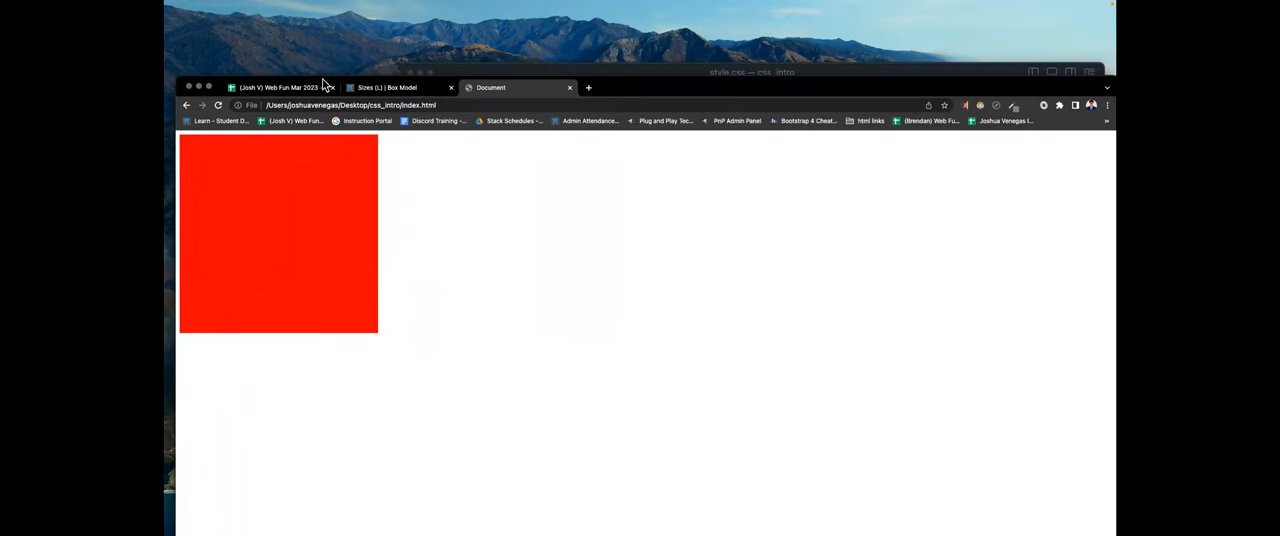 style.css — css_intro
(Josh V) Web Fun Mar 2023 -
Sizes (L) | Box Model
Document
File /Users/joshuavenegas/Desktop/css_intro/index.html
Learn - Student D... (Josh V) Web Fun... Instruction Portal Discord Training -... Stack Schedules -... Admin Attendance... Plug and Play Tec... PnP Admin Panel Bootstrap 4 Cheat... html links (Brendan) Web Fu... Joshua Venegas I... »